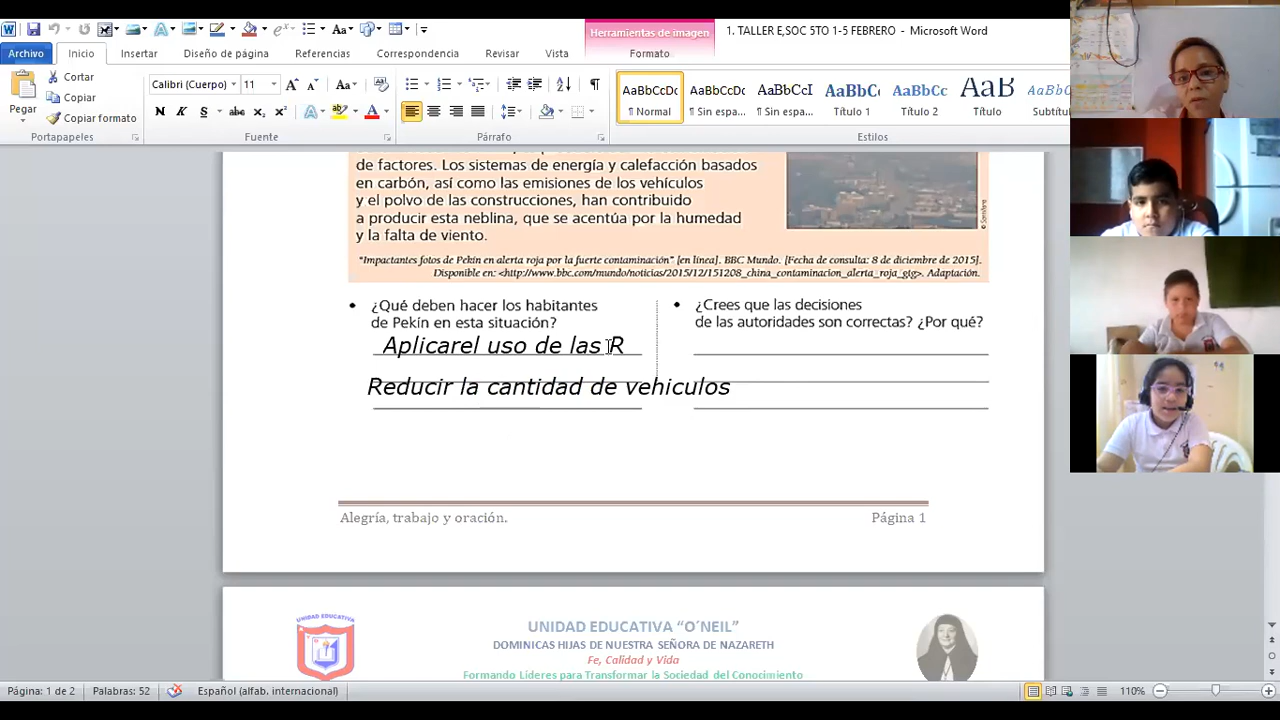 Herramientas de imagen
1. TALLER E,SOC 5TO 1-5 FEBRERO - Microsoft Word
Archivo
Inicio
Insertar
Diseño de página
Referencias
Correspondencia
Revisar
Vista
Formato
Pegar
Cortar
Copiar
Copiar formato
Portapapeles
Calibri (Cuerpo)
11
N K S abc x₂ x²
Fuente
Párrafo
AaBbCcDc
¶ Normal
AaBbCcDc
¶ Sin espa...
AaBbCcI
¶ Sin espa...
AaBbC
Título 1
AaBbCc
Título 2
AaB
Título
AaBbC
Subtítu
Estilos
de factores. Los sistemas de energía y calefacción basados
en carbón, así como las emisiones de los vehículos
y el polvo de las construcciones, han contribuido
a producir esta neblina, que se acentúa por la humedad
y la falta de viento.
"Impactantes fotos de Pekín en alerta roja por la fuerte contaminación" [en línea]. BBC Mundo. [Fecha de consulta: 8 de diciembre de 2015].
Disponible en: <http://www.bbc.com/mundo/noticias/2015/12/151208_china_contaminacion_alerta_roja_gtg>. Adaptación.
• ¿Qué deben hacer los habitantes
de Pekín en esta situación?
Aplicarel uso de las R
Reducir la cantidad de vehiculos
• ¿Crees que las decisiones
de las autoridades son correctas? ¿Por qué?
Alegría, trabajo y oración.
Página 1
UNIDAD EDUCATIVA
UNIDAD EDUCATIVA “O´NEIL”
DOMINICAS HIJAS DE NUESTRA SEÑORA DE NAZARETH
Fe, Calidad y Vida
Formando Líderes para Transformar la Sociedad del Conocimiento
Página: 1 de 2
Palabras: 52
Español (alfab. internacional)
110%